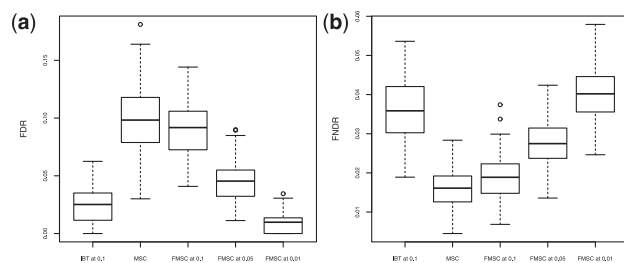 (a)
FDR
0.15
0.10
0.05
0.00
IBT at 0.1 MSC FMSC at 0.1 FMSC at 0.05 FMSC at 0.01
(b)
FNDR
0.06
0.05
0.04
0.03
0.02
0.01
IBT at 0.1 MSC FMSC at 0.1 FMSC at 0.05 FMSC at 0.01